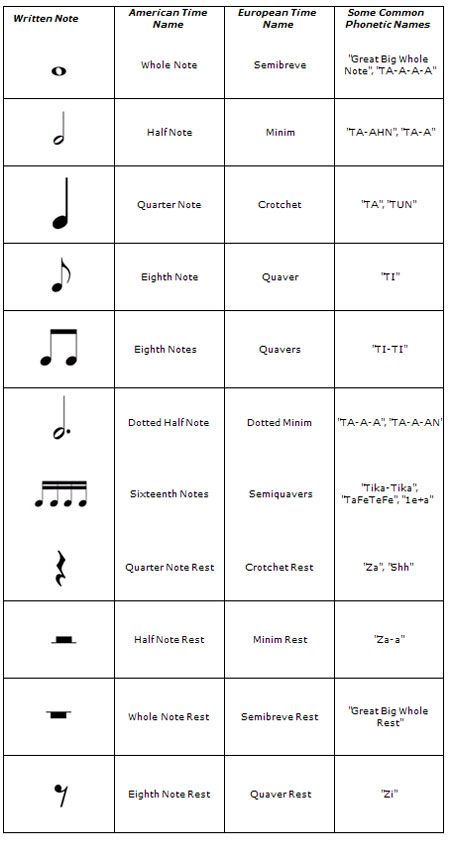 Written Note American Time Name European Time Name Some Common Phonetic Names
Whole Note Semibreve "Great Big Whole Note", "TA-A-A-A"
Half Note Minim "TA-AHN", "TA-A"
Quarter Note Crotchet "TA", "TUN"
Eighth Note Quaver "TI"
Eighth Notes Quavers "TI-TI"
Dotted Half Note Dotted Minim "TA-A-A", "TA-A-AN'
Sixteenth Notes Semiquavers "Tika-Tika", "TaFeTeFe", "1e+a"
Quarter Note Rest Crotchet Rest "Za", "Shh"
Half Note Rest Minim Rest "Za-a"
Whole Note Rest Semibreve Rest "Great Big Whole Rest"
Eighth Note Rest Quaver Rest "Zi"